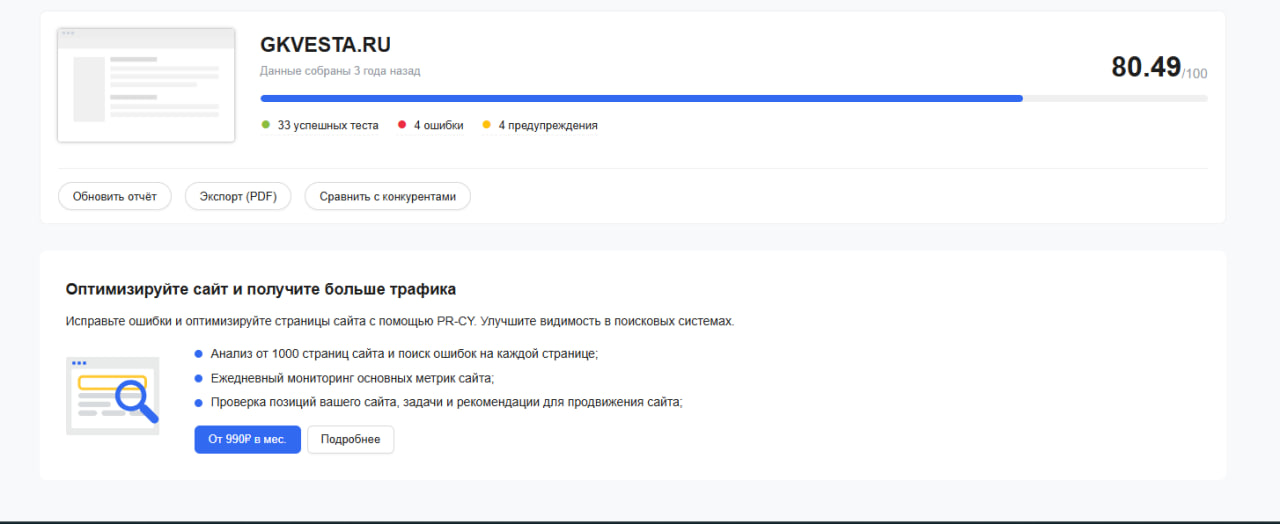 GKVESTA.RU
Данные собраны 3 года назад
80.49/100
33 успешных теста 4 ошибки 4 предупреждения
Обновить отчёт Экспорт (PDF) Сравнить с конкурентами
Оптимизируйте сайт и получите больше трафика
Исправьте ошибки и оптимизируйте страницы сайта с помощью PR-CY. Улучшите видимость в поисковых системах.
Анализ от 1000 страниц сайта и поиск ошибок на каждой странице;
Ежедневный мониторинг основных метрик сайта;
Проверка позиций вашего сайта, задачи и рекомендации для продвижения сайта;
От 990₽ в мес. Подробнее